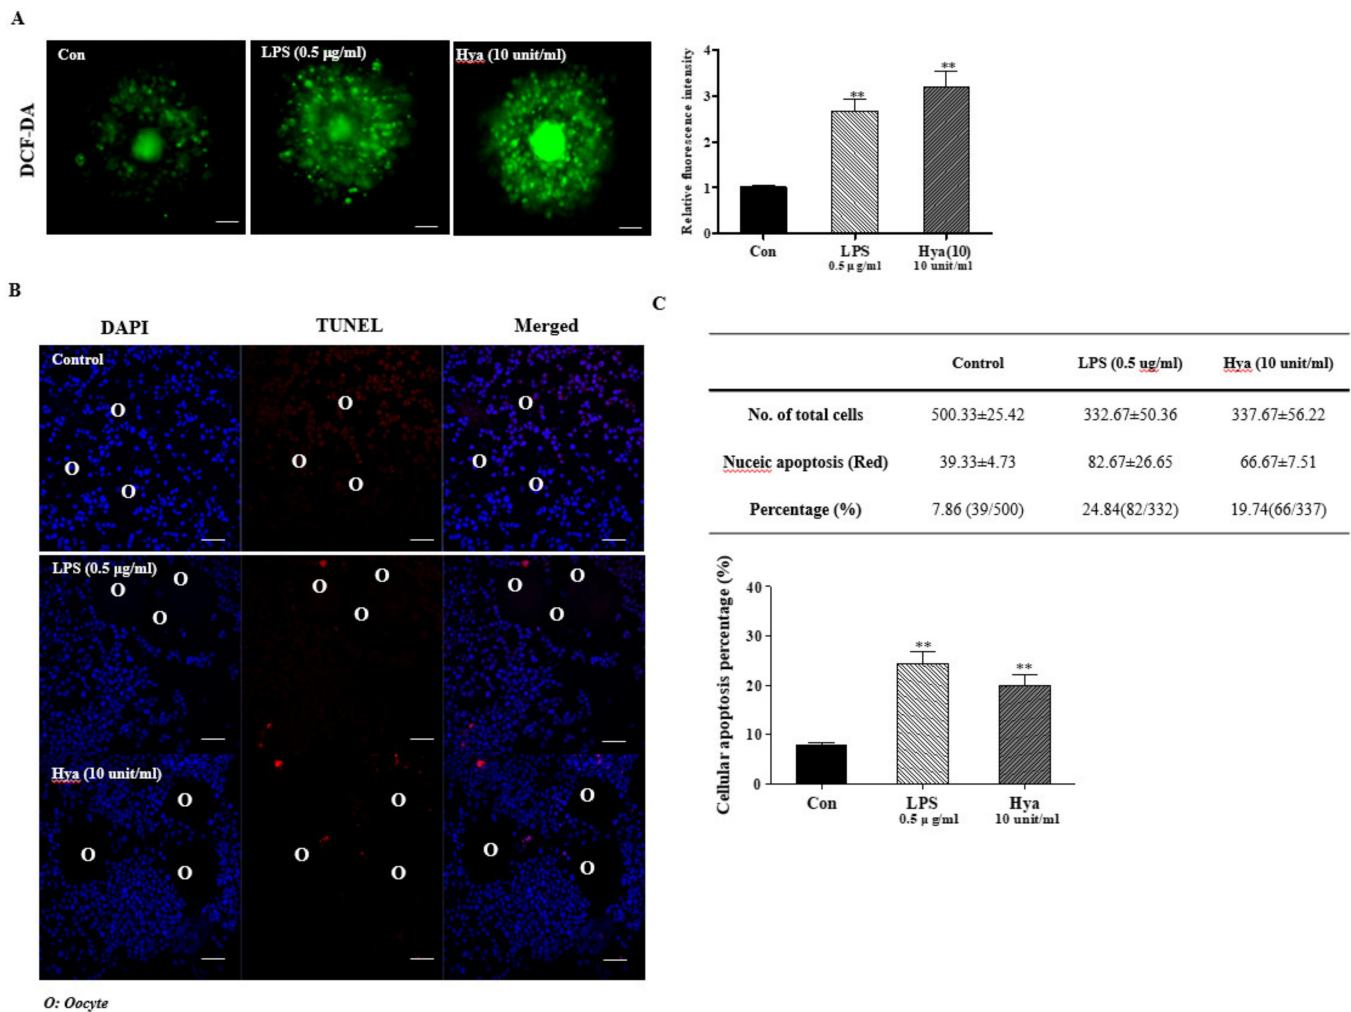 A
Con
LPS (0.5 μg/ml)
Hya (10 unit/ml)
DCF-DA
Relative fluorescence intensity
4
3
2
1
0
**
**
Con
LPS
0.5 μ g/ml
Hya(10)
10 unit/ml
B
DAPI
TUNEL
Merged
Control
O
O
O
O
O
O
O
O
O
LPS (0.5 μg/ml)
O
O
O
O
O
O
O
O
O
Hya (10 unit/ml)
O
O
O
O
O
O
O
O
O
O: Oocyte
C
Control LPS (0.5 ug/ml) Hya (10 unit/ml)
No. of total cells 500.33±25.42 332.67±50.36 337.67±56.22
Nuceic apoptosis (Red) 39.33±4.73 82.67±26.65 66.67±7.51
Percentage (%) 7.86 (39/500) 24.84(82/332) 19.74(66/337)
Cellular apoptosis percentage (%)
40
30
20
10
0
**
**
Con
LPS
0.5 μ g/ml
Hya
10 unit/ml